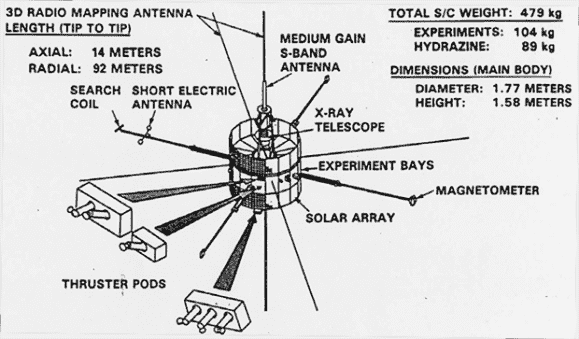 3D RADIO MAPPING ANTENNA
LENGTH (TIP TO TIP)
AXIAL: 14 METERS
RADIAL: 92 METERS
TOTAL S/C WEIGHT: 479 kg
EXPERIMENTS: 104 kg
HYDRAZINE: 89 kg
DIMENSIONS (MAIN BODY)
DIAMETER: 1.77 METERS
HEIGHT: 1.58 METERS
MEDIUM GAIN
S-BAND
ANTENNA
SEARCH
COIL
SHORT ELECTRIC
ANTENNA
X-RAY
TELESCOPE
EXPERIMENT BAYS
MAGNETOMETER
SOLAR ARRAY
THRUSTER PODS